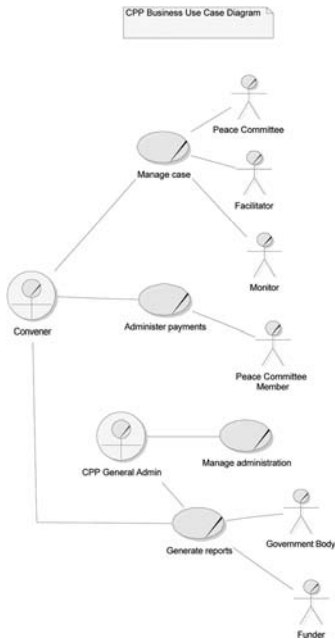 CPP Business Use Case Diagram
Peace Committee
Manage case
Facilitator
Monitor
Convener
Administer payments
Peace Committee
Member
CPP General Admin
Manage administration
Generate reports
Government Body
Funder